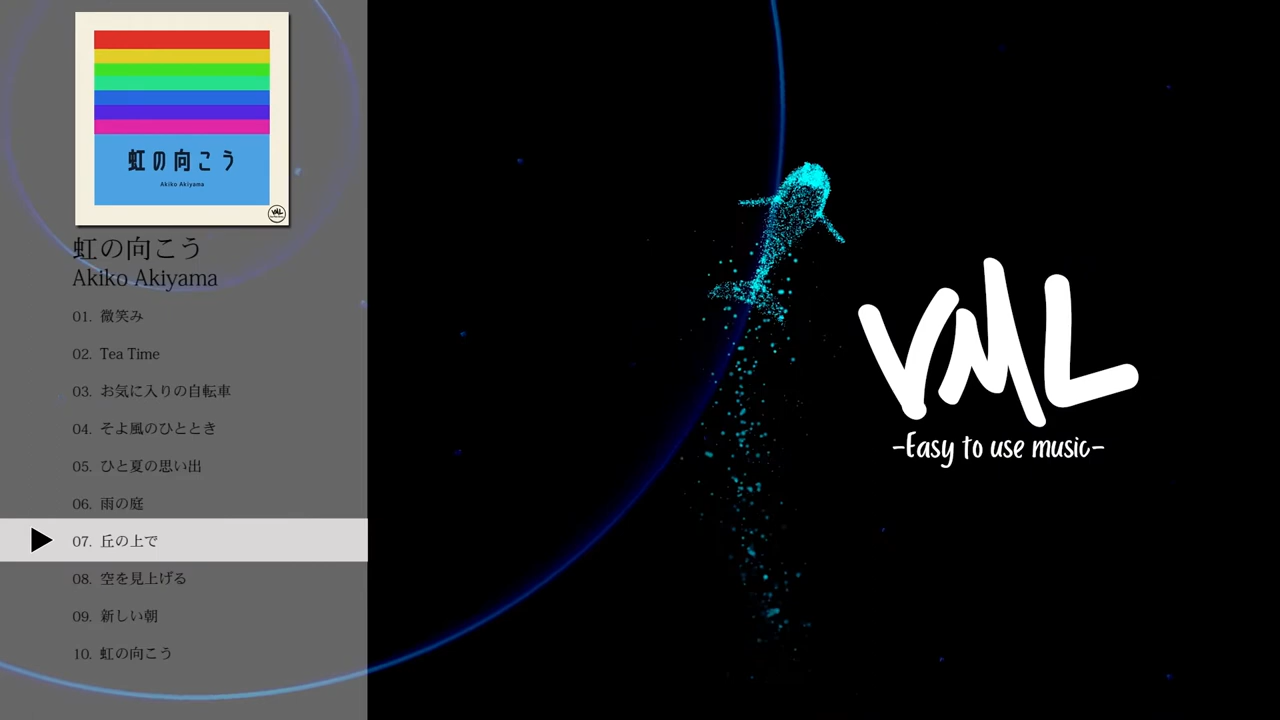 虹の向こう
Akiko Akiyama
VML
虹の向こう
Akiko Akiyama
01. 微笑み
02. Tea Time
03. お気に入りの自転車
04. そよ風のひととき
05. ひと夏の思い出
06. 雨の庭
07. 丘の上で
08. 空を見上げる
09. 新しい朝
10. 虹の向こう
VML
-Easy to use music-